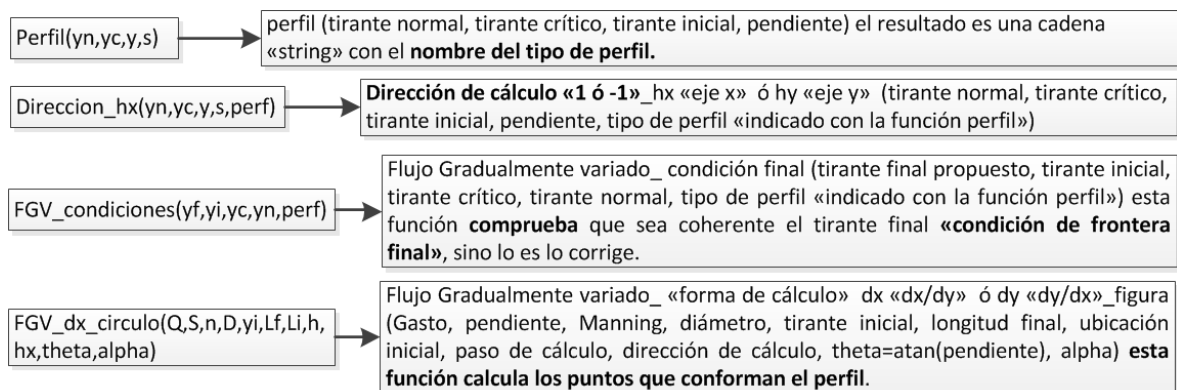 Perfil(yn,yc,y,s)
perfil (tirante normal, tirante crítico, tirante inicial, pendiente) el resultado es una cadena
«string» con el nombre del tipo de perfil.
Direccion_hx(yn,yc,y,s,perf)
Dirección de cálculo «1 ó -1»_hx «eje x» ó hy «eje y» (tirante normal, tirante crítico,
tirante inicial, pendiente, tipo de perfil «indicado con la función perfil»)
FGV_condiciones(yf,yi,yc,yn,perf)
Flujo Gradualmente variado_ condición final (tirante final propuesto, tirante inicial,
tirante crítico, tirante normal, tipo de perfil «indicado con la función perfil») esta
función comprueba que sea coherente el tirante final «condición de frontera
final», sino lo es lo corrige.
FGV_dx_circulo(Q,S,n,D,yi,Lf,Li,h,
hx,theta,alpha)
Flujo Gradualmente variado_ «forma de cálculo» dx «dx/dy» ó dy «dy/dx»_figura
(Gasto, pendiente, Manning, diámetro, tirante inicial, longitud final, ubicación
inicial, paso de cálculo, dirección de cálculo, theta=atan(pendiente), alpha) esta
función calcula los puntos que conforman el perfil.